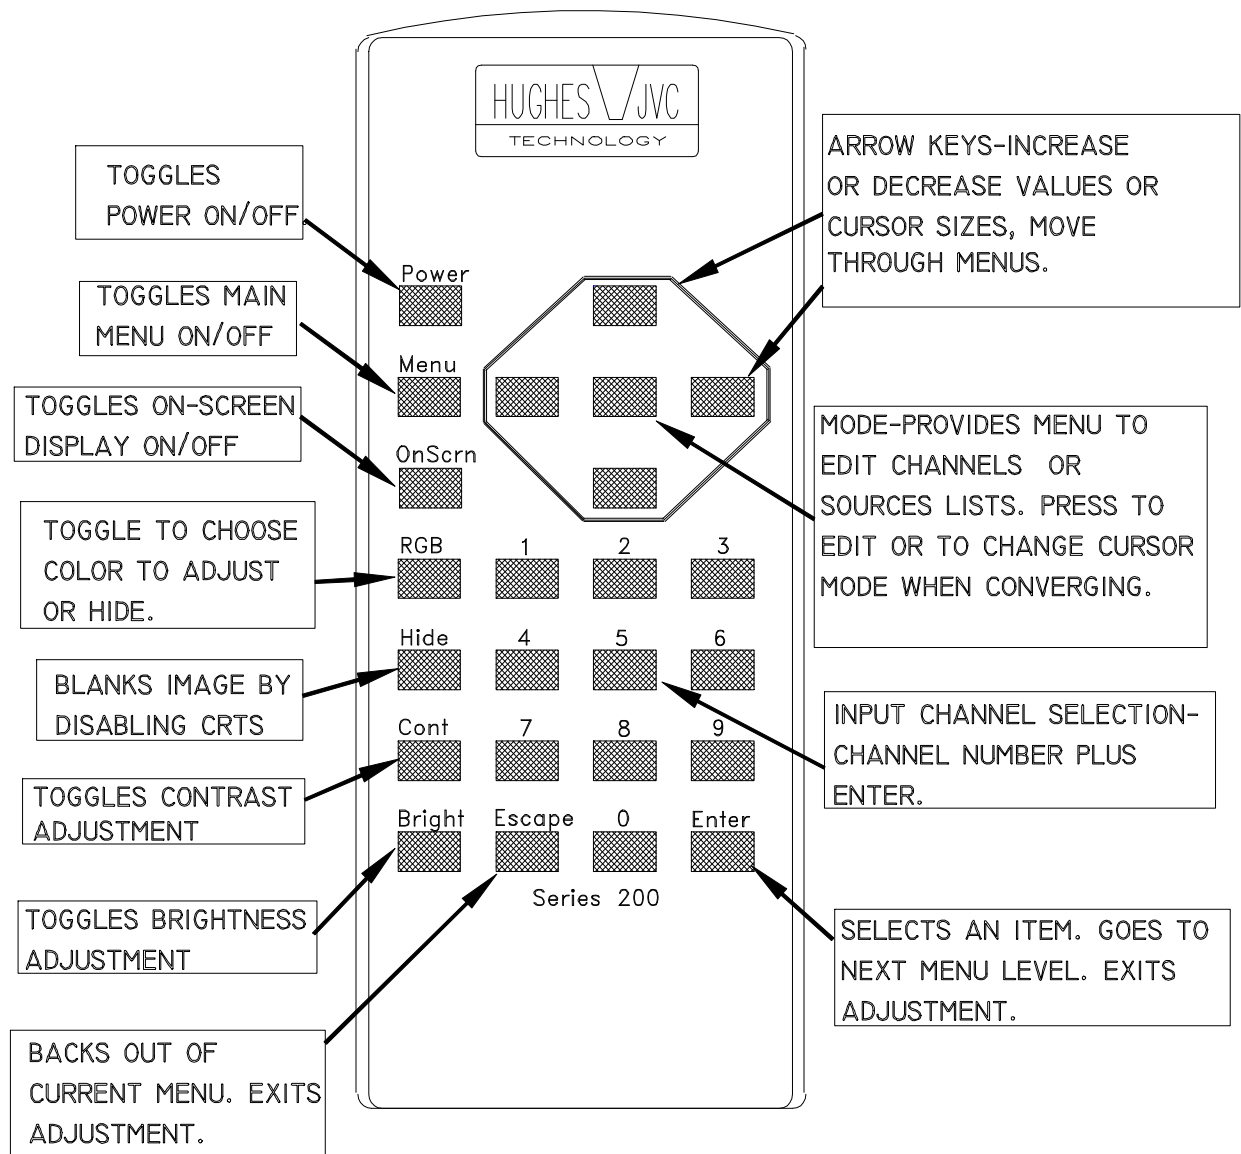 HUGHES JVC
TECHNOLOGY
TOGGLES
POWER ON/OFF.
TOGGLES MAIN
MENU ON/OFF
TOGGLES ON-SCREEN
DISPLAY ON/OFF
TOGGLE TO CHOOSE
COLOR TO ADJUST
OR HIDE.
BLANKS IMAGE BY
DISABLING CRTS
TOGGLES CONTRAST
ADJUSTMENT
TOGGLES BRIGHTNESS
ADJUSTMENT
BACKS OUT OF
CURRENT MENU. EXITS
ADJUSTMENT.
Power
Menu
OnScrn
RGB 1 2 3
Hide 4 5 6
Cont 7 8 9
Bright Escape 0 Enter
Series 200
ARROW KEYS-INCREASE
OR DECREASE VALUES OR
CURSOR SIZES, MOVE
THROUGH MENUS.
MODE-PROVIDES MENU TO
EDIT CHANNELS OR
SOURCES LISTS. PRESS TO
EDIT OR TO CHANGE CURSOR
MODE WHEN CONVERGING.
INPUT CHANNEL SELECTION-
CHANNEL NUMBER PLUS
ENTER.
SELECTS AN ITEM. GOES TO
NEXT MENU LEVEL. EXITS
ADJUSTMENT.